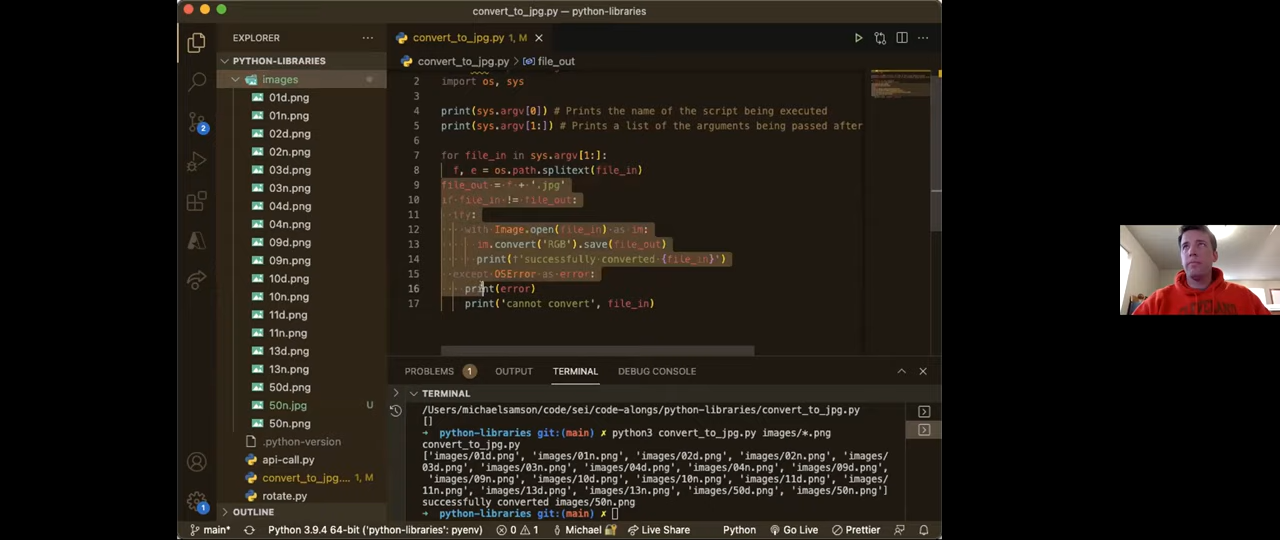 convert_to_jpg.py — python-libraries
EXPLORER
PYTHON-LIBRARIES
images
01d.png
01n.png
02d.png
02n.png
03d.png
03n.png
04d.png
04n.png
09d.png
09n.png
10d.png
10n.png
11d.png
11n.png
13d.png
13n.png
50d.png
50n.jpg U
50n.png
.python-version
api-call.py
convert_to_jpg.... 1, M
rotate.py
OUTLINE
2
1
convert_to_jpg.py 1, M
convert_to_jpg.py > file_out
2 import os, sys
3
4 print(sys.argv[0]) # Prints the name of the script being executed
5 print(sys.argv[1:]) # Prints a list of the arguments being passed after
6
7 for file_in in sys.argv[1:]:
8 f, e = os.path.splitext(file_in)
9 file_out = f + '.jpg'
10 if file_in != file_out:
11 try:
12 with Image.open(file_in) as im:
13 im.convert('RGB').save(file_out)
14 print(f'successfully converted {file_in}')
15 except OSError as error:
16 print(error)
17 print('cannot convert', file_in)
PROBLEMS 1 OUTPUT TERMINAL DEBUG CONSOLE
TERMINAL
/Users/michaelsamson/code/sei/code-alongs/python-libraries/convert_to_jpg.py
[]
➜ python-libraries git:(main) ✗ python3 convert_to_jpg.py images/*.png
convert_to_jpg.py
['images/01d.png', 'images/01n.png', 'images/02d.png', 'images/02n.png', 'images/
03d.png', 'images/03n.png', 'images/04d.png', 'images/04n.png', 'images/09d.png',
'images/09n.png', 'images/10d.png', 'images/10n.png', 'images/11d.png', 'images/
11n.png', 'images/13d.png', 'images/13n.png', 'images/50d.png', 'images/50n.png']
successfully converted images/50n.png
➜ python-libraries git:(main) ✗
main* Python 3.9.4 64-bit ('python-libraries': pyenv) 0 1 Michael Live Share Python Go Live Prettier